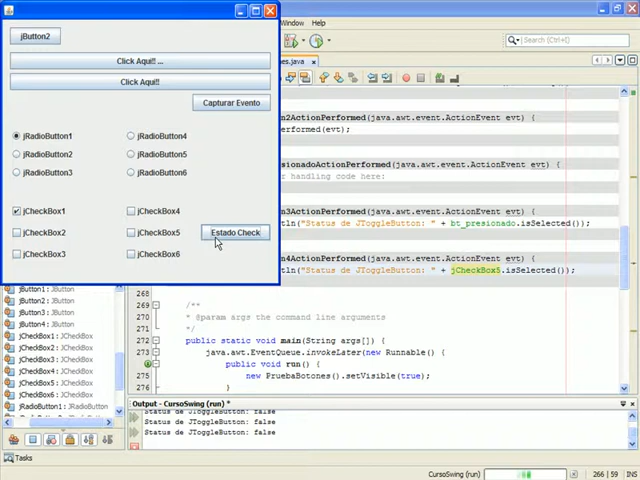 jButton2
Click Aqui!! ...
Click Aqui!!
Capturar Evento
jRadioButton1
jRadioButton4
jRadioButton2
jRadioButton5
jRadioButton3
jRadioButton6
jCheckBox1
jCheckBox4
jCheckBox2
jCheckBox5
Estado Check
jCheckBox3
jCheckBox6
Window Help
Search (Ctrl+I)
nes.java
n2ActionPerformed(java.awt.event.ActionEvent evt) {
erformed(evt);
esionadoActionPerformed(java.awt.event.ActionEvent evt) {
r handling code here:
n3ActionPerformed(java.awt.event.ActionEvent evt) {
tln("Status de JToggleButton: " + bt_presionado.isSelected());
n4ActionPerformed(java.awt.event.ActionEvent evt) {
tln("Status de JToggleButton: " + jCheckBox5.isSelected());
268
269 /**
270 * @param args the command line arguments
271 */
272 public static void main(String args[]) {
273 java.awt.EventQueue.invokeLater(new Runnable() {
public void run() {
275 new PruebaBotones().setVisible(true);
276 }
jButton1 : JButton
jButton2 : JButton
jButton3 : JButton
jButton4 : JButton
jCheckBox1 : JCheckBox
jCheckBox2 : JCheckBox
jCheckBox3 : JCheckBox
jCheckBox4 : JCheckBox
jCheckBox5 : JCheckBox
jCheckBox6 : JCheckBox
jRadioButton1 : JRadioButton
Output - CursoSwing (run)
Status de JToggleButton: false
Status de JToggleButton: false
Status de JToggleButton: false
Tasks
CursoSwing (run)
266 | 59
INS